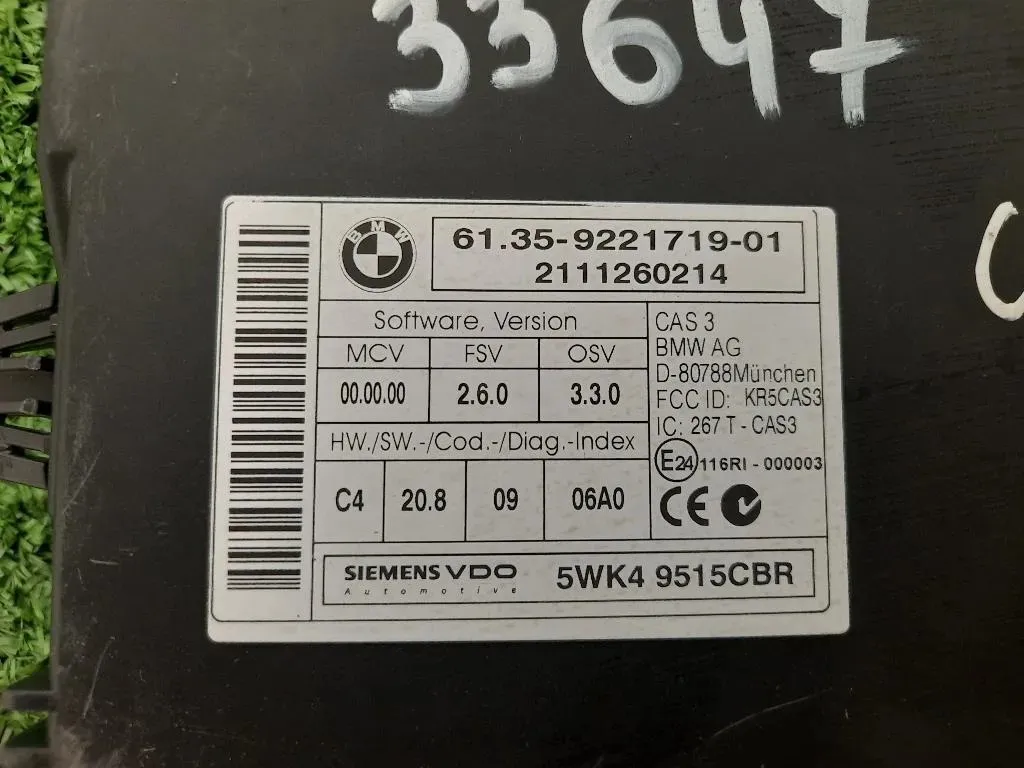 33647
BMW
61.35-9221719-01
2111260214
Software, Version
MCV FSV OSV
00.00.00 2.6.0 3.3.0
HW./SW.-/Cod.-/Diag.-Index
C4 20.8 09 06A0
CAS 3
BMW AG
D-80788München
FCC ID: KR5CAS3
IC: 267 T - CAS3
E24 116RI - 000003
CE
SIEMENS VDO
Automotive
5WK4 9515CBR